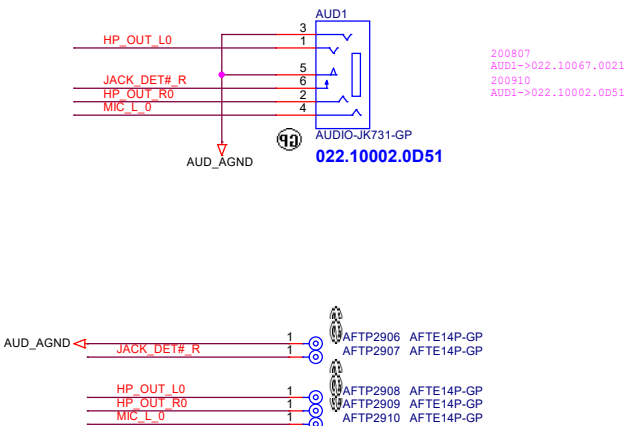 AUD1
3
HP_OUT_L0
1
5
JACK_DET#_R
6
HP_OUT_R0
2
MIC_L_0
4
AUDIO-JK731-GP
022.10002.0D51
AUD_AGND
GP
200807
AUD1->022.10067.0021
200910
AUD1->022.10002.0D51
AUD_AGND
1
AFTP2906 AFTE14P-GP
JACK_DET#_R
1
AFTP2907 AFTE14P-GP
HP_OUT_L0
1
AFTP2908 AFTE14P-GP
HP_OUT_R0
1
AFTP2909 AFTE14P-GP
MIC_L_0
1
AFTP2910 AFTE14P-GP